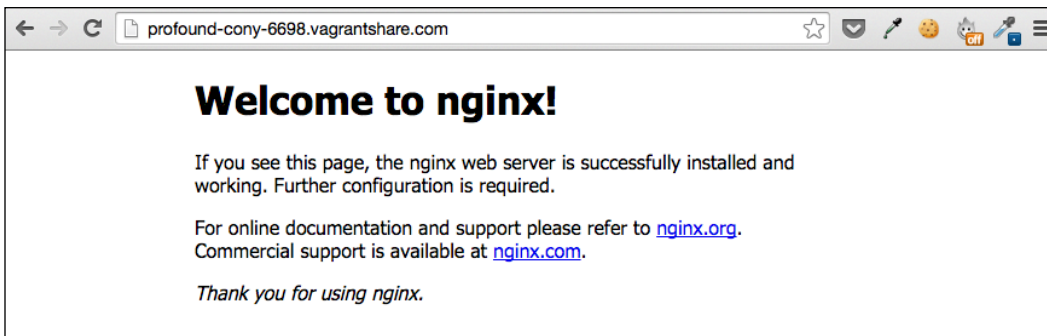 profound-cony-6698.vagrantshare.com
off
Welcome to nginx!
If you see this page, the nginx web server is successfully installed and
working. Further configuration is required.
For online documentation and support please refer to nginx.org.
Commercial support is available at nginx.com.
Thank you for using nginx.